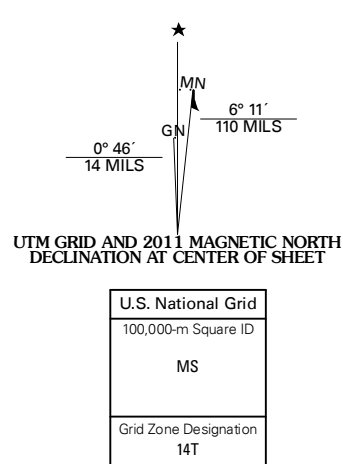 ★
MN
6° 11´
110 MILS
GN
0° 46´
14 MILS
UTM GRID AND 2011 MAGNETIC NORTH
DECLINATION AT CENTER OF SHEET
U.S. National Grid
100,000-m Square ID
MS
Grid Zone Designation
14T